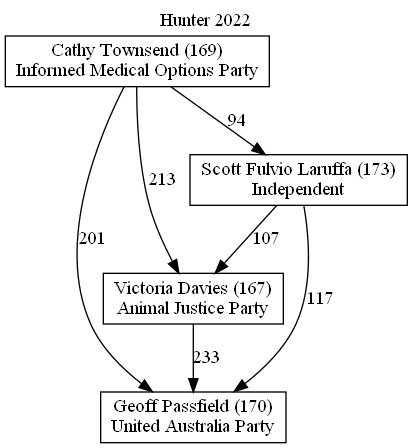 Hunter 2022
Cathy Townsend (169)
Informed Medical Options Party
94
Scott Fulvio Laruffa (173)
Independent
213
201
107
Victoria Davies (167)
Animal Justice Party
117
233
Geoff Passfield (170)
United Australia Party